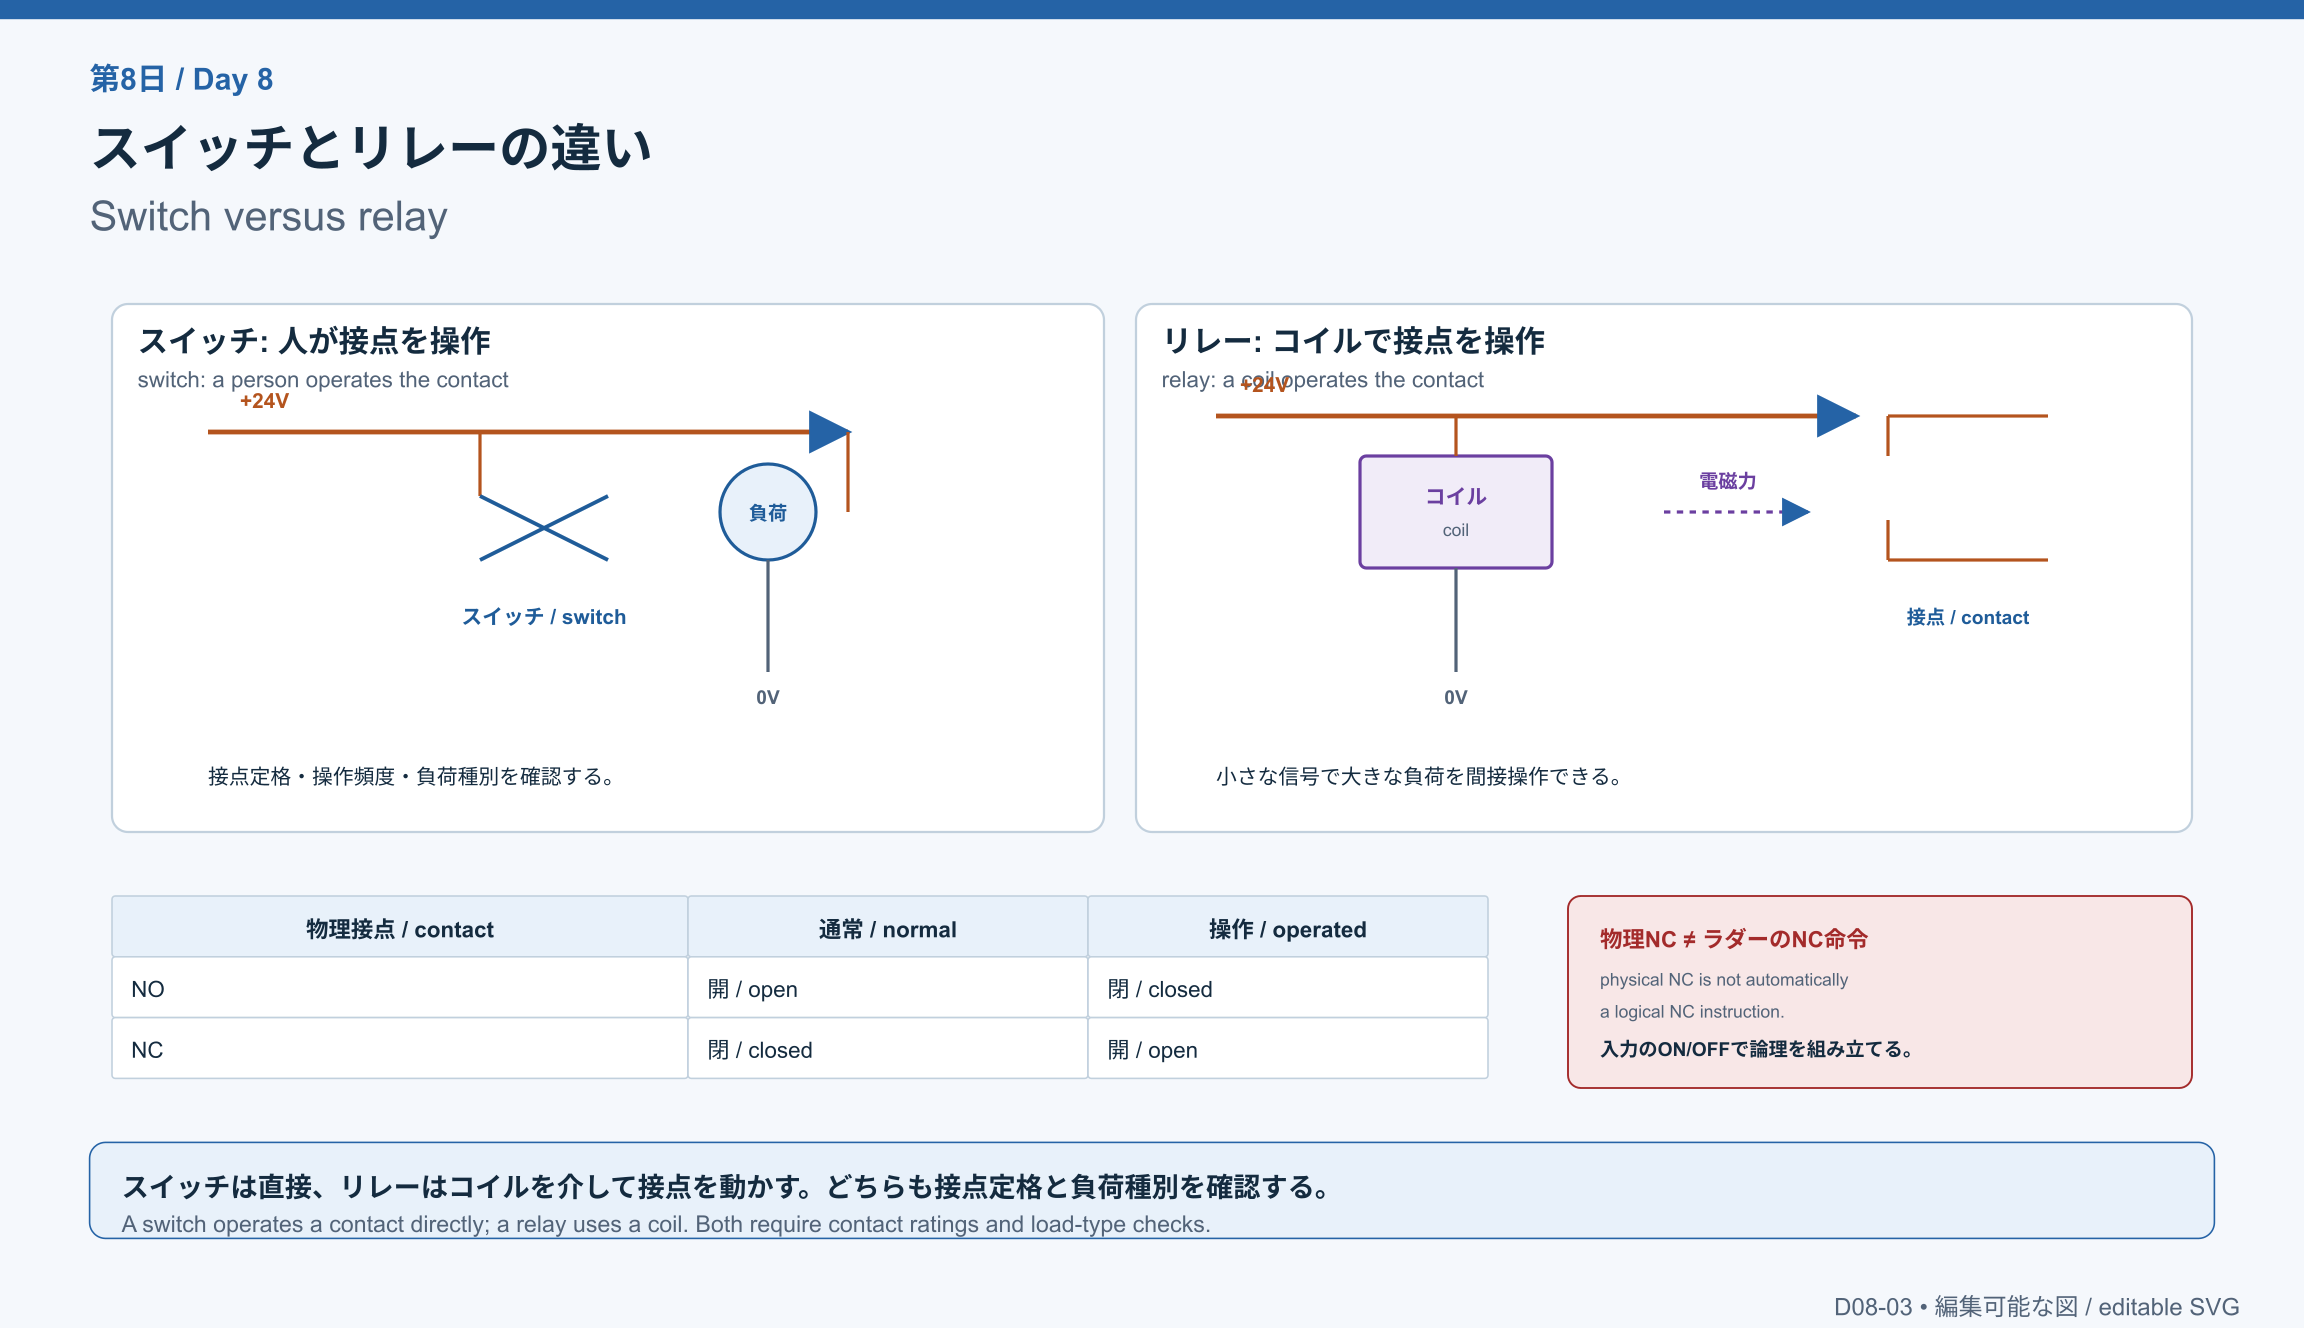 第8日 / Day 8
スイッチとリレーの違い
Switch versus relay
スイッチ: 人が接点を操作
switch: a person operates the contact
+24V
負荷
スイッチ / switch
0V
接点定格・操作頻度・負荷種別を確認する。
リレー: コイルで接点を操作
relay: a coil operates the contact
+24V
コイル
coil
電磁力
接点 / contact
0V
小さな信号で大きな負荷を間接操作できる。
物理接点 / contact 通常 / normal 操作 / operated
NO 開 / open 閉 / closed
NC 閉 / closed 開 / open
物理NC ≠ ラダーのNC命令
physical NC is not automatically
a logical NC instruction.
入力のON/OFFで論理を組み立てる。
スイッチは直接、リレーはコイルを介して接点を動かす。どちらも接点定格と負荷種別を確認する。
A switch operates a contact directly; a relay uses a coil. Both require contact ratings and load-type checks.
D08-03 • 編集可能な図 / editable SVG